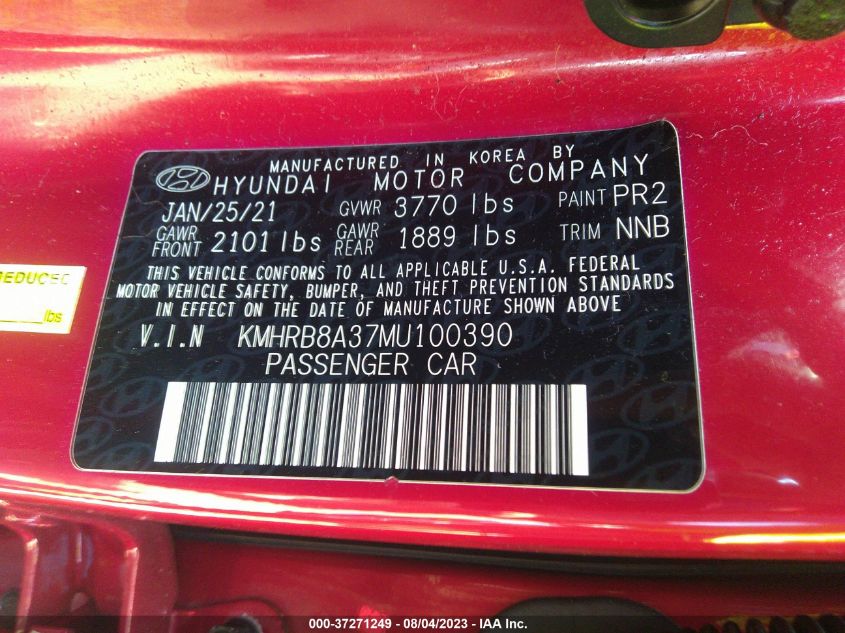 MANUFACTURED IN KOREA BY
HYUNDAI MOTOR COMPANY
JAN/25/21 GVWR 3770 lbs PAINT PR2
GAWR FRONT 2101 lbs GAWR REAR 1889 lbs TRIM NNB
THIS VEHICLE CONFORMS TO ALL APPLICABLE U.S.A. FEDERAL
MOTOR VEHICLE SAFETY, BUMPER, AND THEFT PREVENTION STANDARDS
IN EFFECT ON THE DATE OF MANUFACTURE SHOWN ABOVE
V.I.N KMHRB8A37MU100390
PASSENGER CAR
lbs
000-37271249 - 08/04/2023 - IAA Inc.